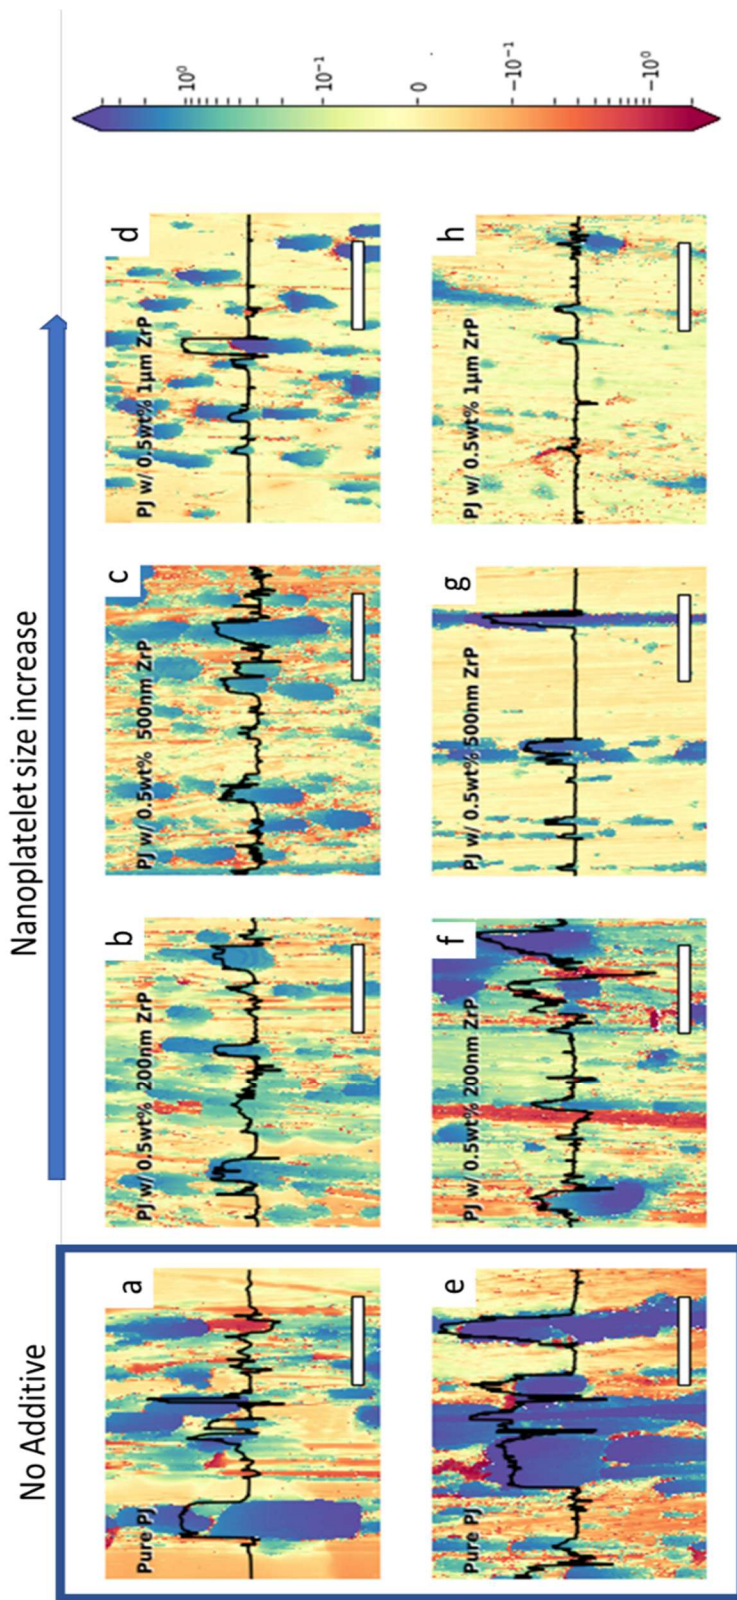 No Additive
Nanoplatelet size increase
a
Pure PJ
b
PJ w/ 0.5wt% 200nm ZrP
c
PJ w/ 0.5wt% 500nm ZrP
d
PJ w/ 0.5wt% 1µm ZrP
e
Pure PJ
f
PJ w/ 0.5wt% 200nm ZrP
g
PJ w/ 0.5wt% 500nm ZrP
h
PJ w/ 0.5wt% 1µm ZrP
10⁰
10⁻¹
0
−10⁻¹
−10⁰